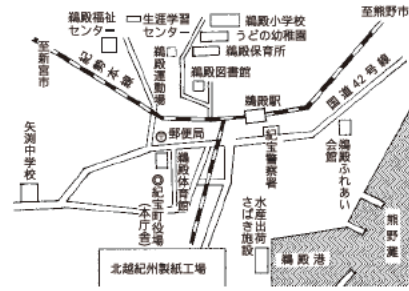 鵜殿福祉
センター
生涯学習
センター
鵜殿小学校
うどの幼稚園
鵜殿保育所
至熊野市
至新宮市
紀勢本線
鵜殿運動場
鵜殿図書館
鵜殿駅
国道42号線
矢渕中学校
郵便局
紀宝警察署
鵜殿ふれあい
会館
鵜殿体育館
紀宝町役場
(本庁舎)
水産出荷
さばき施設
熊野灘
鵜殿港
北越紀州製紙工場